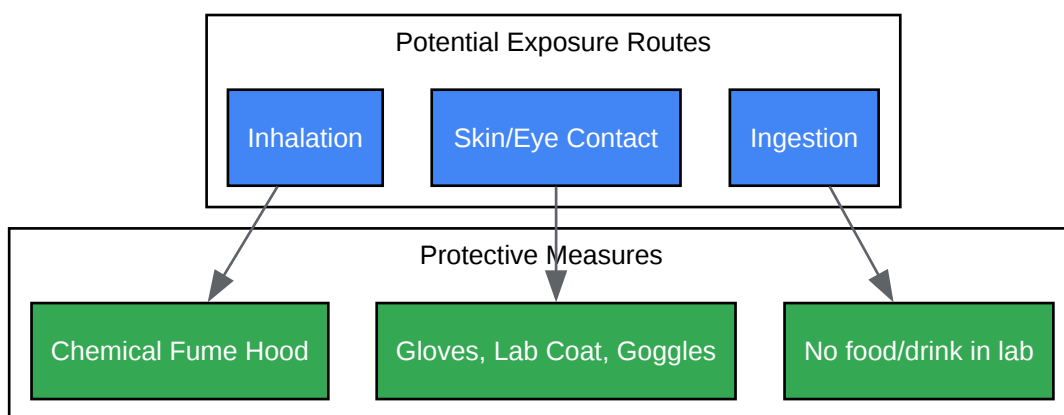 Potential Exposure Routes
Inhalation
Skin/Eye Contact
Ingestion
Protective Measures
Chemical Fume Hood
Gloves, Lab Coat, Goggles
No food/drink in lab